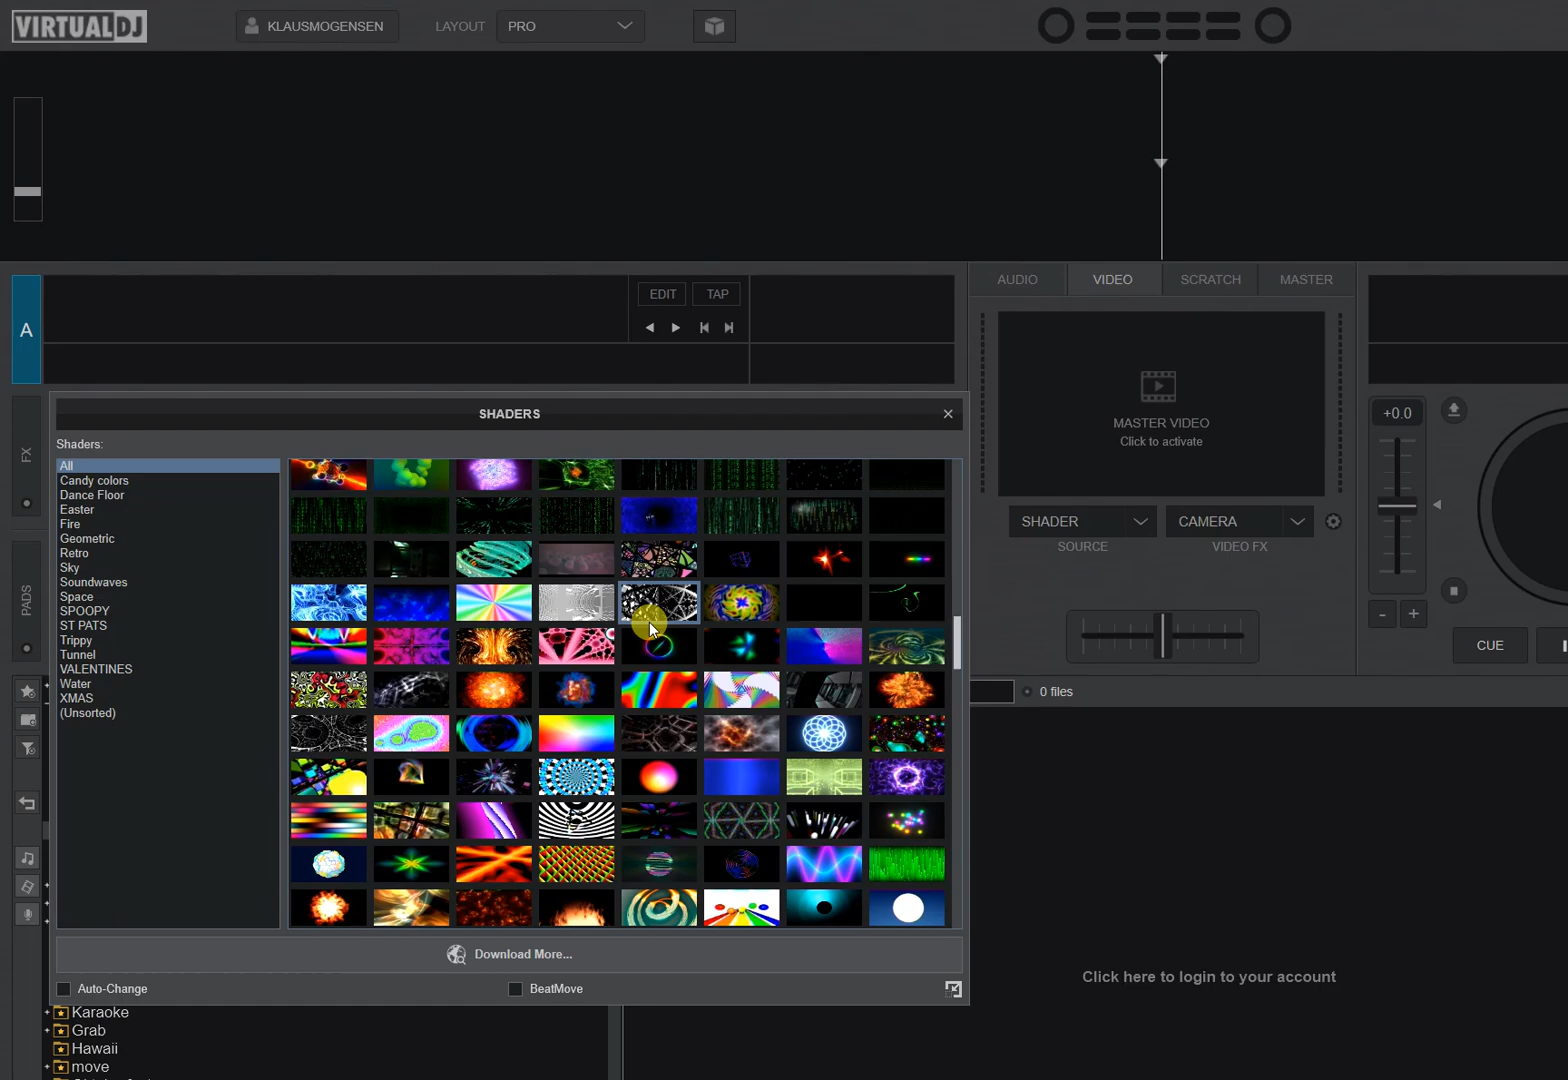 VIRTUALDJ
KLAUSMOGENSEN
LAYOUT
PRO
A
EDIT
TAP
AUDIO
VIDEO
SCRATCH
MASTER
MASTER VIDEO
Click to activate
+0.0
FX
PADS
SHADERS
Shaders:
All
Candy colors
Dance Floor
Easter
Fire
Geometric
Retro
Sky
Soundwaves
Space
SPOOPY
ST PATS
Trippy
Tunnel
VALENTINES
Water
XMAS
(Unsorted)
SHADER
CAMERA
SOURCE
VIDEO FX
- +
CUE
0 files
Download More...
Auto-Change
BeatMove
Click here to login to your account
Karaoke
Grab
Hawaii
move